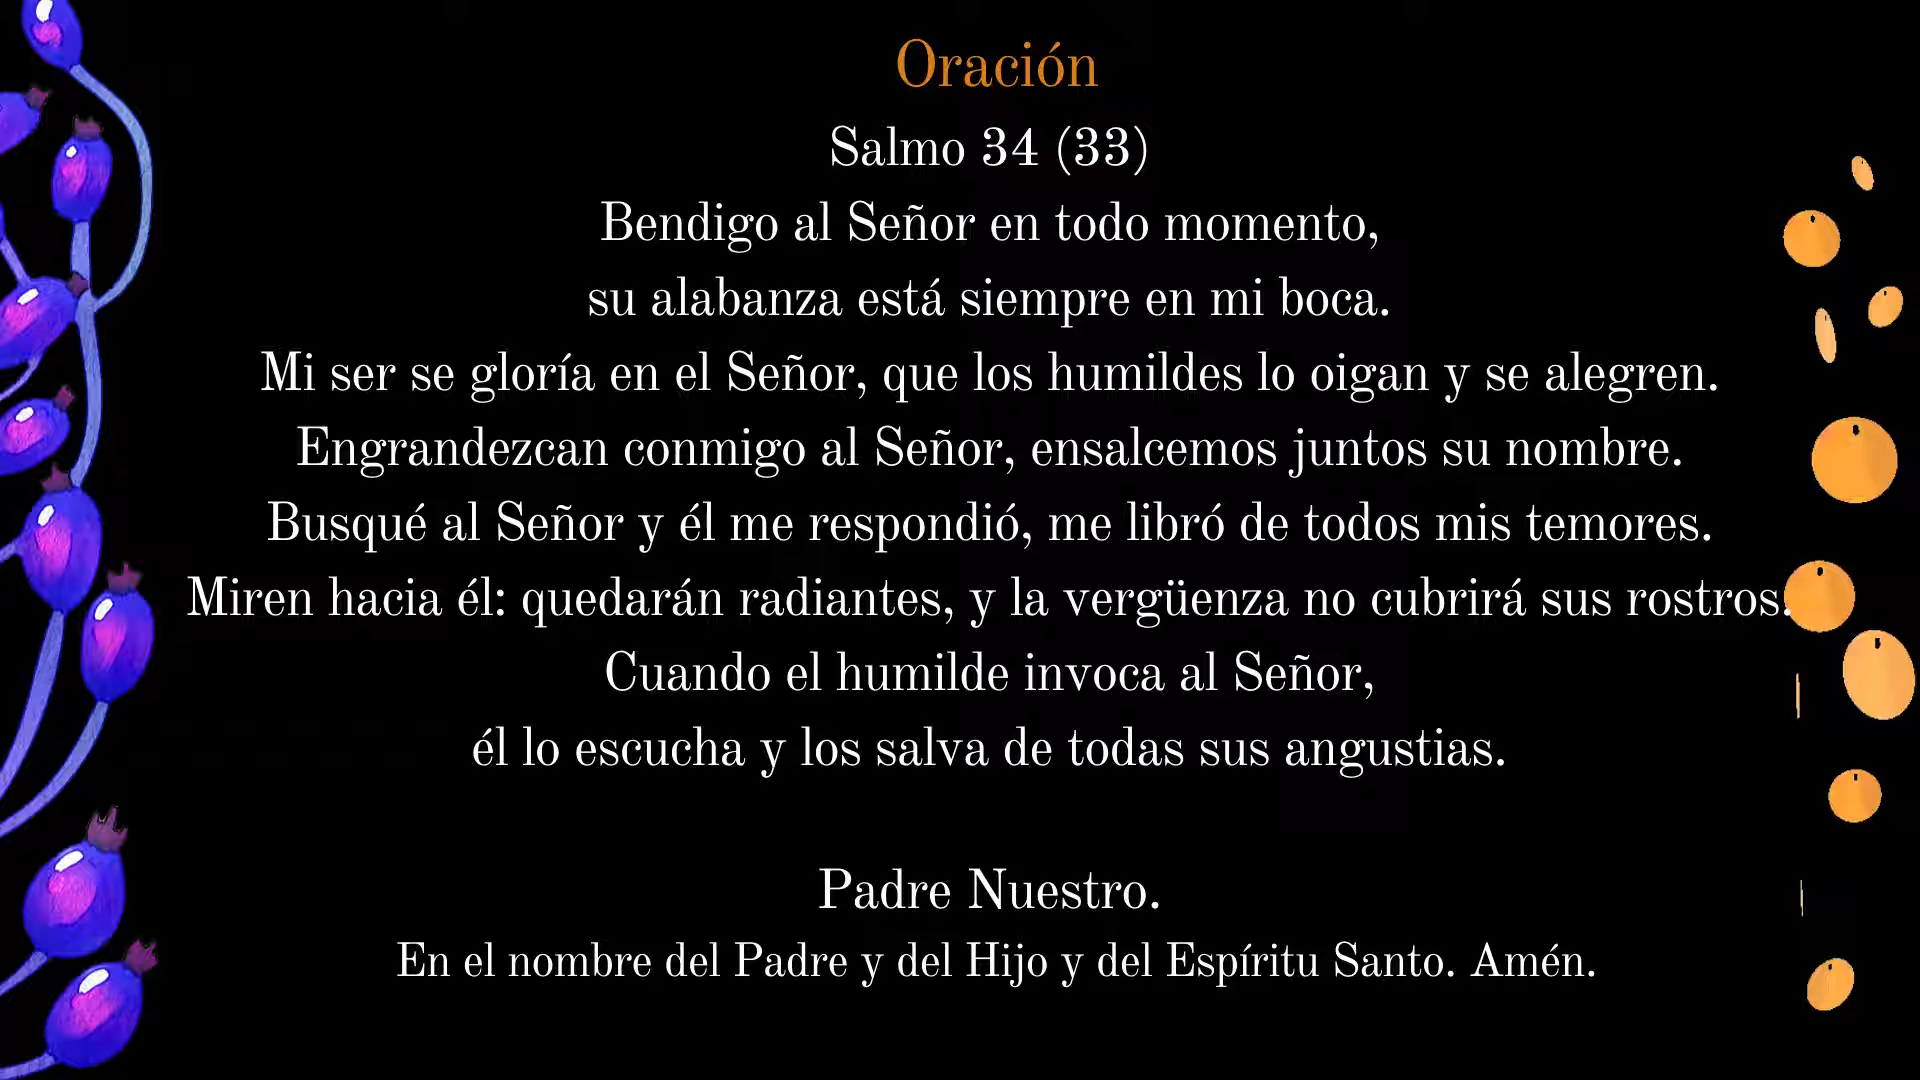 Oración
Salmo 34 (33)
Bendigo al Señor en todo momento,
su alabanza está siempre en mi boca.
Mi ser se gloría en el Señor, que los humildes lo oigan y se alegren.
Engrandezcan conmigo al Señor, ensalcemos juntos su nombre.
Busqué al Señor y él me respondió, me libró de todos mis temores.
Miren hacia él: quedarán radiantes, y la vergüenza no cubrirá sus rostros.
Cuando el humilde invoca al Señor,
él lo escucha y los salva de todas sus angustias.
Padre Nuestro.
En el nombre del Padre y del Hijo y del Espíritu Santo. Amén.